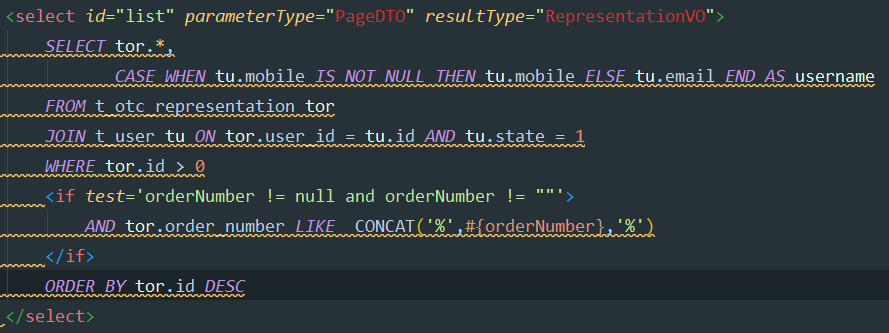 <select id="list" parameterType="PageDTO" resultType="RepresentationVO">
SELECT tor.*,
CASE WHEN tu.mobile IS NOT NULL THEN tu.mobile ELSE tu.email END AS username
FROM t_otc_representation tor
JOIN t_user tu ON tor.user_id = tu.id AND tu.state = 1
WHERE tor.id > 0
<if test='orderNumber != null and orderNumber != ""'>
AND tor.order_number LIKE  CONCAT('%',#{orderNumber},'%')
</if>
ORDER BY tor.id DESC
</select>